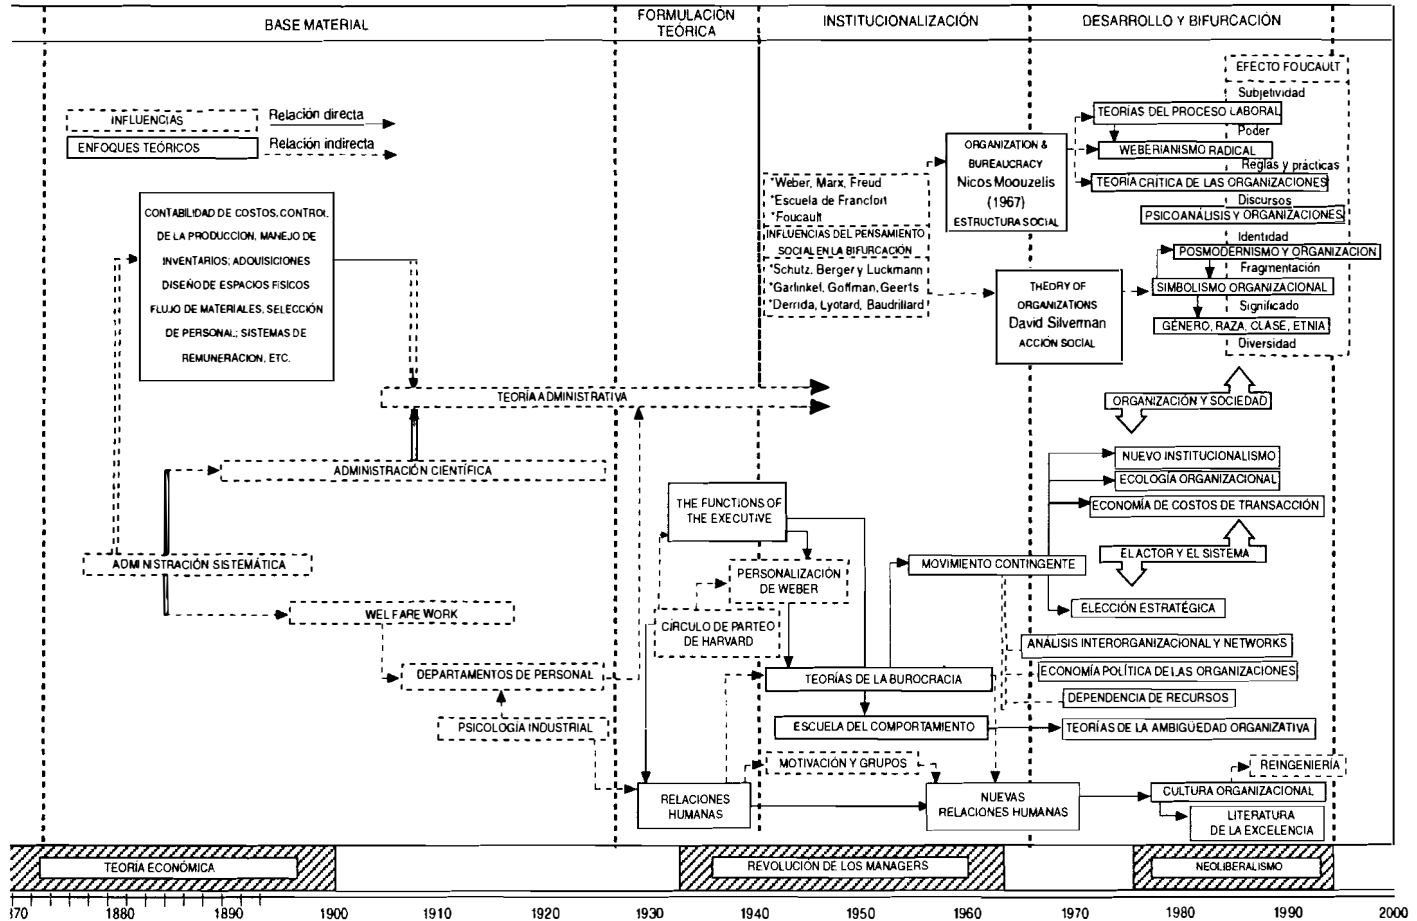 BASE MATERIAL
FORMULACIÓN
TEÓRICA
INSTITUCIONALIZACIÓN
DESARROLLO Y BIFURCACIÓN
INFLUENCIAS
Relación directa
ENFOQUES TEÓRICOS
Relación indirecta
CONTABILIDAD DE COSTOS, CONTROL
DE LA PRODUCCION, MANEJO DE
INVENTARIOS; ADQUISICIONES
DISEÑO DE ESPACIOS FISICOS
FLUJO DE MATERIALES, SELECCIÓN
DE PERSONAL; SISTEMAS DE
REMUNERACION, ETC.
TEORÍA ADMINISTRATIVA
ADMINISTRACIÓN CIENTÍFICA
ADMINISTRACIÓN SISTEMÁTICA
WELFARE WORK
DEPARTAMENTOS DE PERSONAL
PSICOLOGÍA INDUSTRIAL
THE FUNCTIONS OF
THE EXECUTIVE
PERSONALIZACIÓN
DE WEBER
CÍRCULO DE PARTEO
DE HARVARD
RELACIONES
HUMANAS
*Weber, Marx, Freud
*Escuela de Francfort
*Foucault
INFLUENCIAS DEL PENSAMIENTO
SOCIAL EN LA BIFURCACIÓN
*Schutz, Berger y Luckmann
*Garfinkel, Goffman, Geerts
*Derrida, Lyotard, Baudrillard
ORGANIZATION &
BUREAUCRACY
Nicos Moouzelis
(1967)
ESTRUCTURA SOCIAL
THEORY OF
ORGANIZATIONS
David Silverman
ACCIÓN SOCIAL
EFECTO FOUCAULT
Subjetividad
TEORÍAS DEL PROCESO LABORAL
Poder
WEBERIANISMO RADICAL
Reglas y prácticas
TEORÍA CRÍTICA DE LAS ORGANIZACIONES
Discursos
PSICOANÁLISIS Y ORGANIZACIONES
Identidad
POSMODERNISMO Y ORGANIZACION
Fragmentación
SIMBOLISMO ORGANIZACIONAL
Significado
GÉNERO, RAZA, CLASE, ETNIA
Diversidad
ORGANIZACIÓN Y SOCIEDAD
NUEVO INSTITUCIONALISMO
ECOLOGÍA ORGANIZACIONAL
ECONOMÍA DE COSTOS DE TRANSACCIÓN
EL ACTOR Y EL SISTEMA
MOVIMIENTO CONTINGENTE
ELECCIÓN ESTRATÉGICA
ANÁLISIS INTERORGANIZACIONAL Y NETWORKS
ECONOMÍA POLÍTICA DE LAS ORGANIZACIONES
TEORÍAS DE LA BUROCRACIA
DEPENDENCIA DE RECURSOS
ESCUELA DEL COMPORTAMIENTO
TEORÍAS DE LA AMBIGÜEDAD ORGANIZATIVA
MOTIVACIÓN Y GRUPOS
REINGENIERÍA
NUEVAS
RELACIONES HUMANAS
CULTURA ORGANIZACIONAL
LITERATURA
DE LA EXCELENCIA
TEORÍA ECONÓMICA
REVOLUCIÓN DE LOS MANAGERS
NEOLIBERALISMO
370 1880 1890 1900 1910 1920 1930 1940 1950 1960 1970 1980 1990 2000